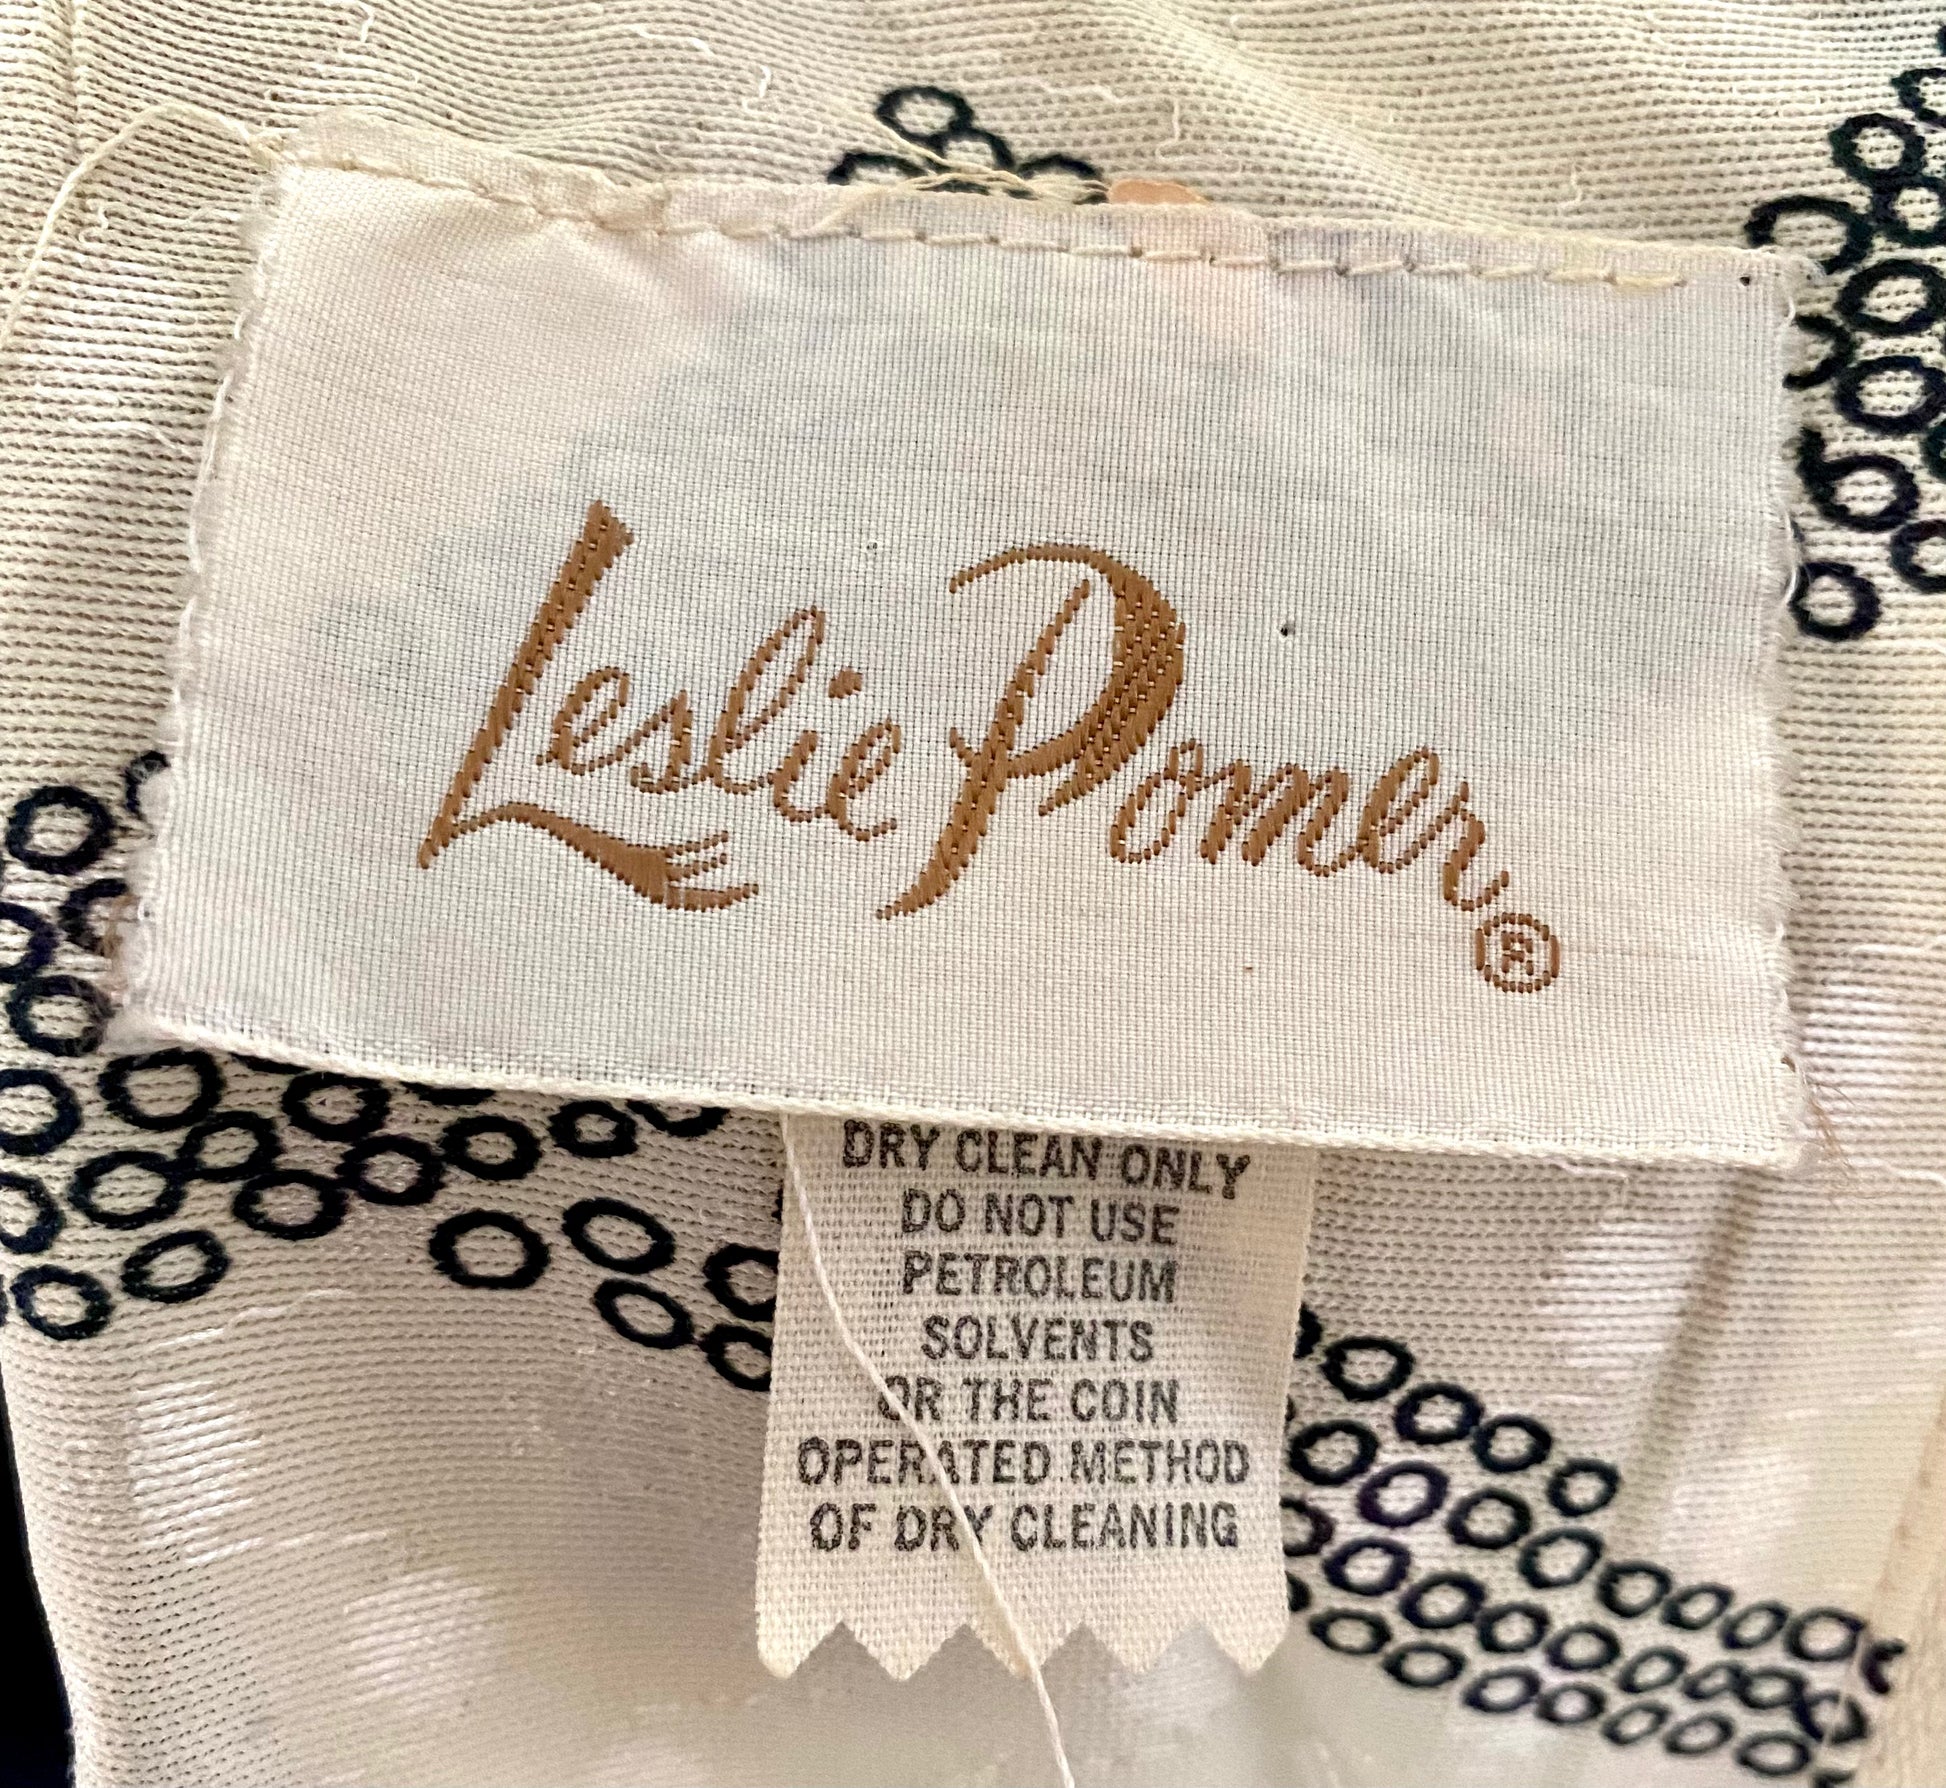 Leslie Pomer®
DRY CLEAN ONLY
DO NOT USE
PETROLEUM
SOLVENTS
OR THE COIN
OPERATED METHOD
OF DRY CLEANING